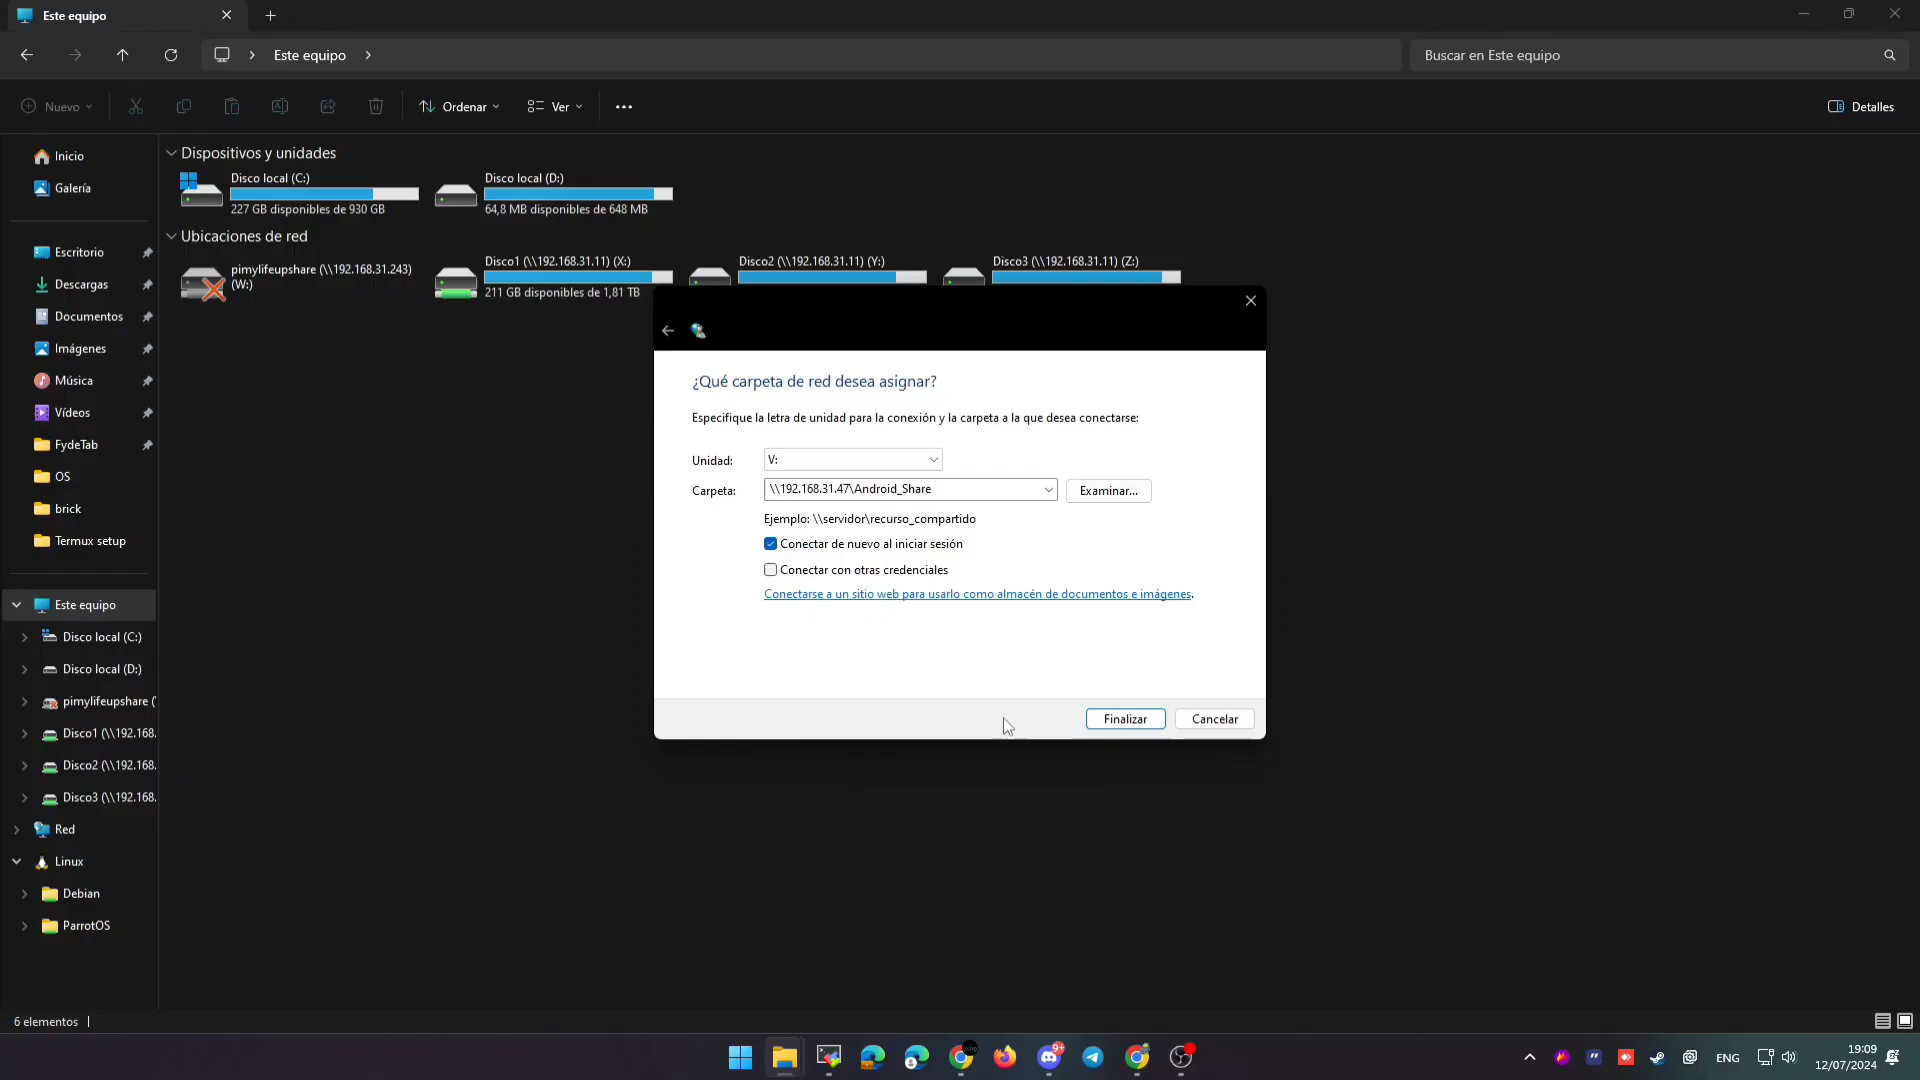 Este equipo
Este equipo
Buscar en Este equipo
Nuevo
Ordenar
Ver
Detalles
Inicio
Galería
Escritorio
Descargas
Documentos
Imágenes
Música
Vídeos
FydeTab
OS
brick
Termux setup
Este equipo
Disco local (C:)
Disco local (D:)
pimylifeupshare ('
Disco1 (\\192.168.
Disco2 (\\192.168.
Disco3 (\\192.168.
Red
Linux
Debian
ParrotOS
Dispositivos y unidades
Disco local (C:)
227 GB disponibles de 930 GB
Disco local (D:)
64,8 MB disponibles de 648 MB
Ubicaciones de red
pimylifeupshare (\\192.168.31.243)
(W:)
Disco1 (\\192.168.31.11) (X:)
211 GB disponibles de 1,81 TB
Disco2 (\\192.168.31.11) (Y:)
Disco3 (\\192.168.31.11) (Z:)
¿Qué carpeta de red desea asignar?
Especifique la letra de unidad para la conexión y la carpeta a la que desea conectarse:
Unidad: V:
Carpeta: \\192.168.31.47\Android_Share Examinar...
Ejemplo: \\servidor\recurso_compartido
Conectar de nuevo al iniciar sesión
Conectar con otras credenciales
Conectarse a un sitio web para usarlo como almacén de documentos e imágenes.
Finalizar Cancelar
6 elementos
9+
ENG
19:09
12/07/2024